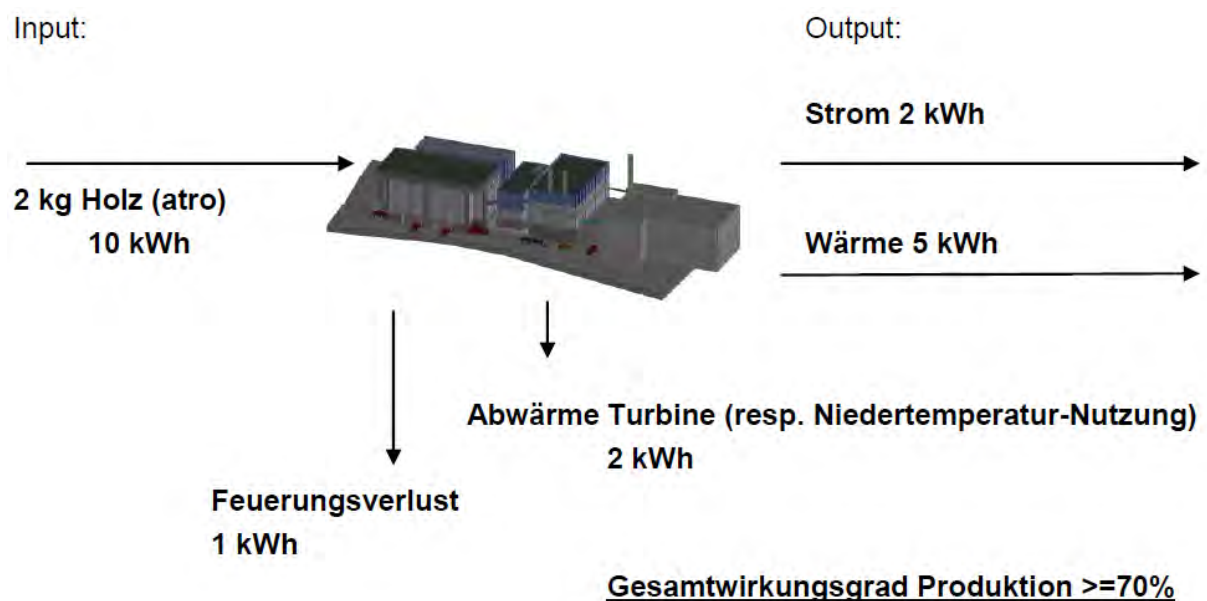 Input:
Output:
Strom 2 kWh
2 kg Holz (atro)
10 kWh
Wärme 5 kWh
Abwärme Turbine (resp. Niedertemperatur-Nutzung)
2 kWh
Feuerungsverlust
1 kWh
Gesamtwirkungsgrad Produktion >=70%